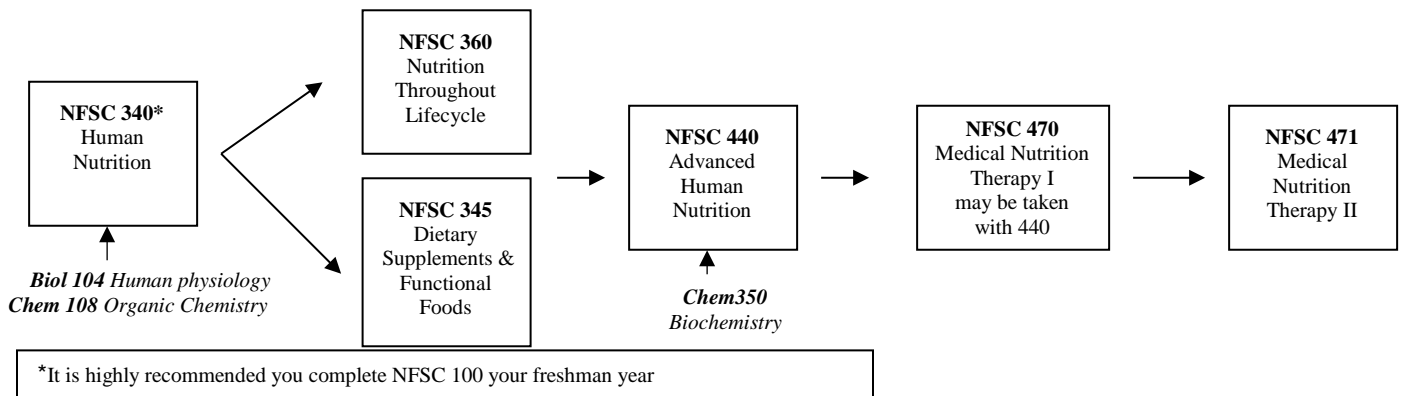 NFSC 340*
Human
Nutrition
Biol 104 Human physiology
Chem 108 Organic Chemistry
NFSC 360
Nutrition
Throughout
Lifecycle
NFSC 345
Dietary
Supplements &
Functional
Foods
NFSC 440
Advanced
Human
Nutrition
Chem350
Biochemistry
NFSC 470
Medical Nutrition
Therapy I
may be taken
with 440
NFSC 471
Medical
Nutrition
Therapy II
*It is highly recommended you complete NFSC 100 your freshman year